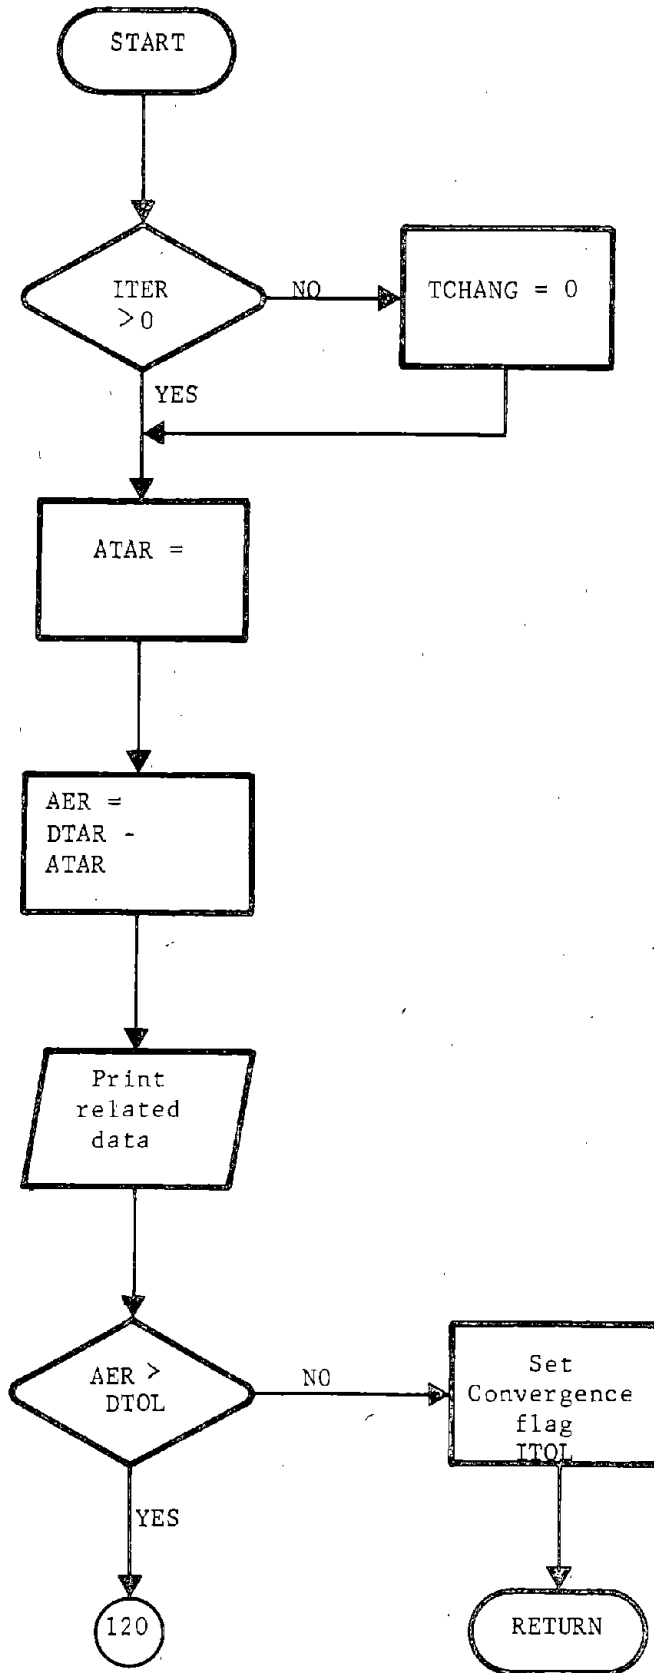 START
ITER
>0
NO
TCHANG = 0
YES
ATAR =
AER =
DTAR -
ATAR
Print
related
data
AER >
DTOL
NO
Set
Convergence
flag
ITOL
YES
120
RETURN